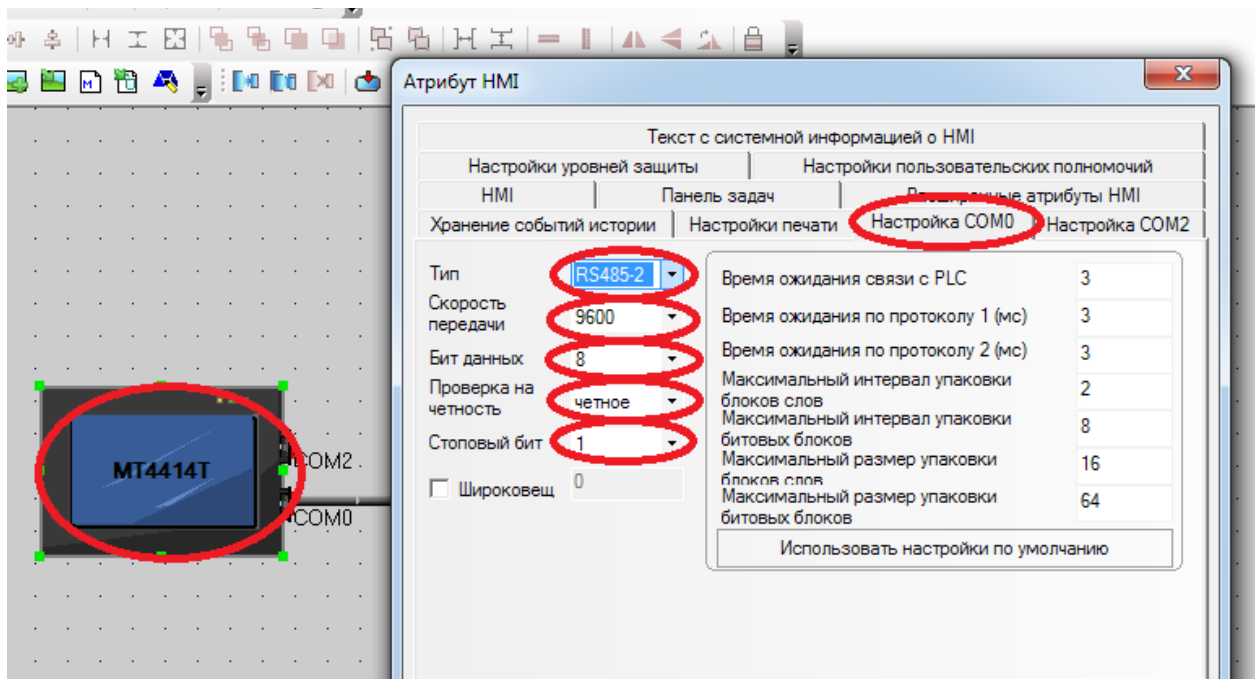 Атрибут HMI
Текст с системной информацией о HMI
Настройки уровней защиты
Настройки пользовательских полномочий
HMI
Панель задач
Расширенные атрибуты HMI
Хранение событий истории
Настройки печати
Настройка COM0
Настройка COM2
Тип
RS485-2
Скорость
передачи
9600
Бит данных
8
Проверка на
четность
четное
Стоповый бит
1
Широковещ
0
Время ожидания связи с PLC
3
Время ожидания по протоколу 1 (мс)
3
Время ожидания по протоколу 2 (мс)
3
Максимальный интервал упаковки
блоков слов
2
Максимальный интервал упаковки
битовых блоков
8
Максимальный размер упаковки
блоков слов
16
Максимальный размер упаковки
битовых блоков
64
Использовать настройки по умолчанию
MT4414T
COM2
COM0